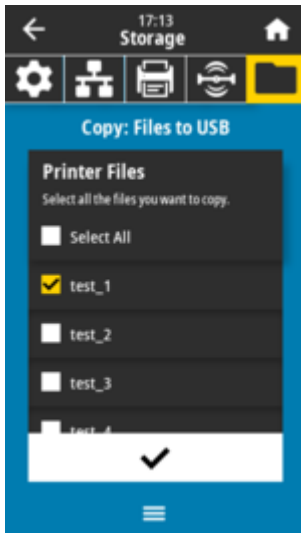 17:13
Storage
Copy: Files to USB
Printer Files
Select all the files you want to copy.
Select All
test_1
test_2
test_3
test_4